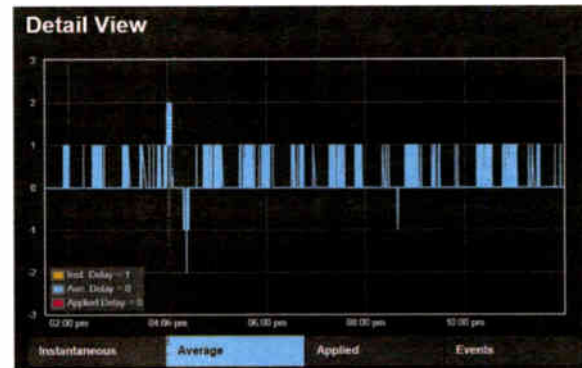 Detail View
3
2
1
0
-1
-2
-3
Inst. Delay = 1
Ave. Delay = 0
Applied Delay = 0
02:00 pm 04:00 pm 06:00 pm 08:00 pm 10:00 pm
Instantaneous Average Applied Events